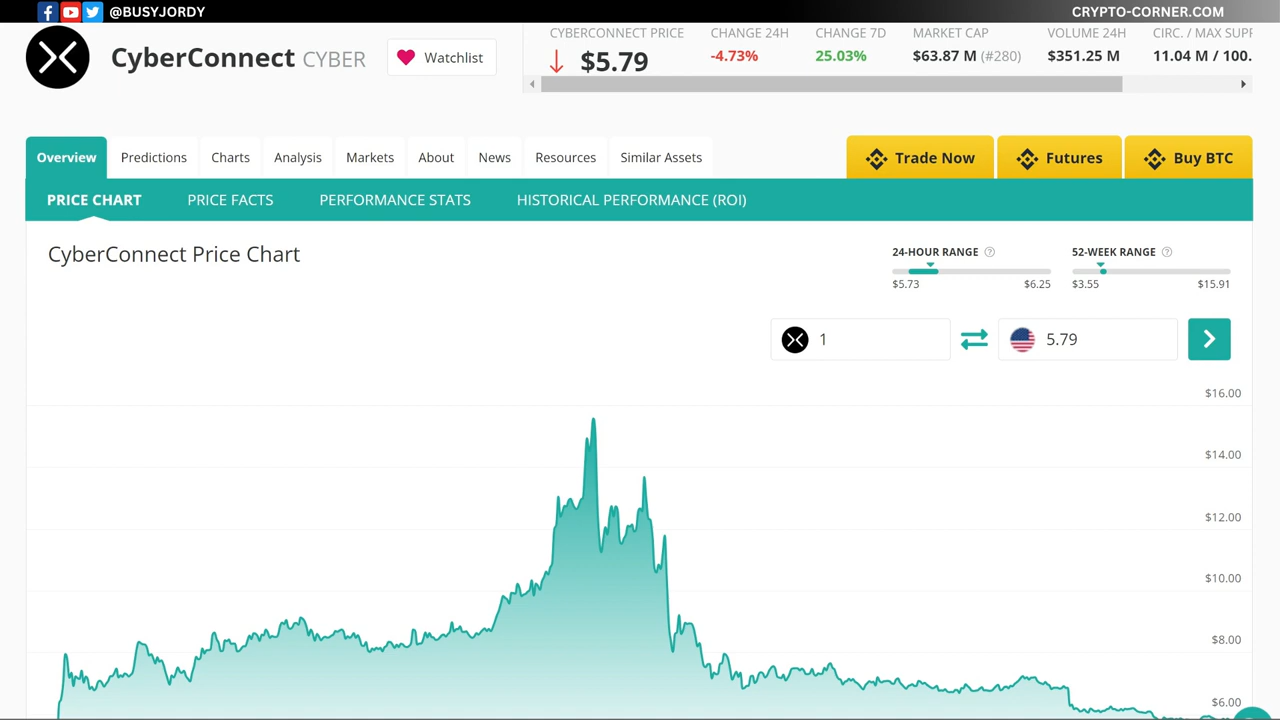 @BUSYJORDY
CRYPTO-CORNER.COM
CyberConnect CYBER
Watchlist
CYBERCONNECT PRICE CHANGE 24H CHANGE 7D MARKET CAP VOLUME 24H CIRC. / MAX SUPP
$5.79 -4.73% 25.03% $63.87 M (#280) $351.25 M 11.04 M / 100.
Overview Predictions Charts Analysis Markets About News Resources Similar Assets Trade Now Futures Buy BTC
PRICE CHART PRICE FACTS PERFORMANCE STATS HISTORICAL PERFORMANCE (ROI)
CyberConnect Price Chart
24-HOUR RANGE ? 52-WEEK RANGE ?
$5.73 $6.25 $3.55 $15.91
1 5.79
$16.00
$14.00
$12.00
$10.00
$8.00
$6.00